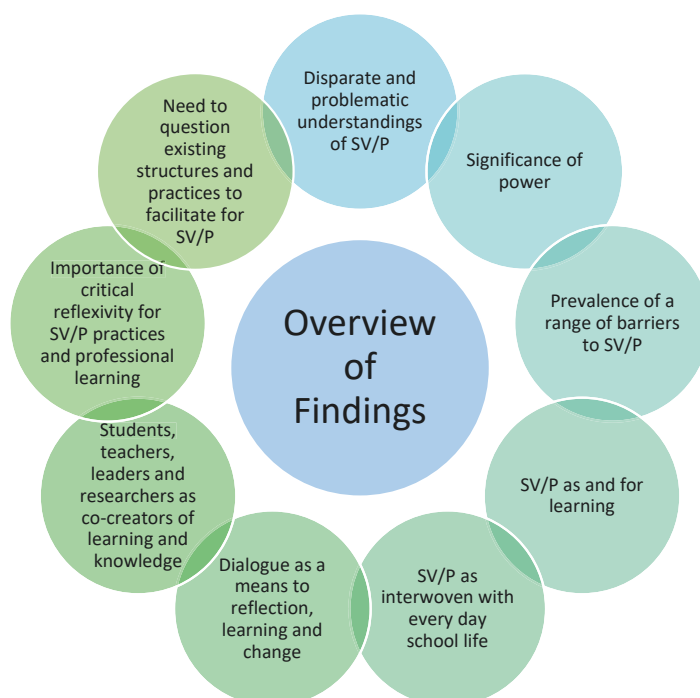 Disparate and
problematic
understandings
of SV/P
Significance of
power
Prevalence of a
range of barriers
to SV/P
SV/P as and for
learning
SV/P as
interwoven with
every day
school life
Dialogue as a
means to
reflection,
learning and
change
Students,
teachers,
leaders and
researchers as
co-creators of
learning and
knowledge
Importance of
critical
reflexivity for
SV/P practices
and professional
learning
Need to
question
existing
structures and
practices to
facilitate for
SV/P
Overview
of
Findings